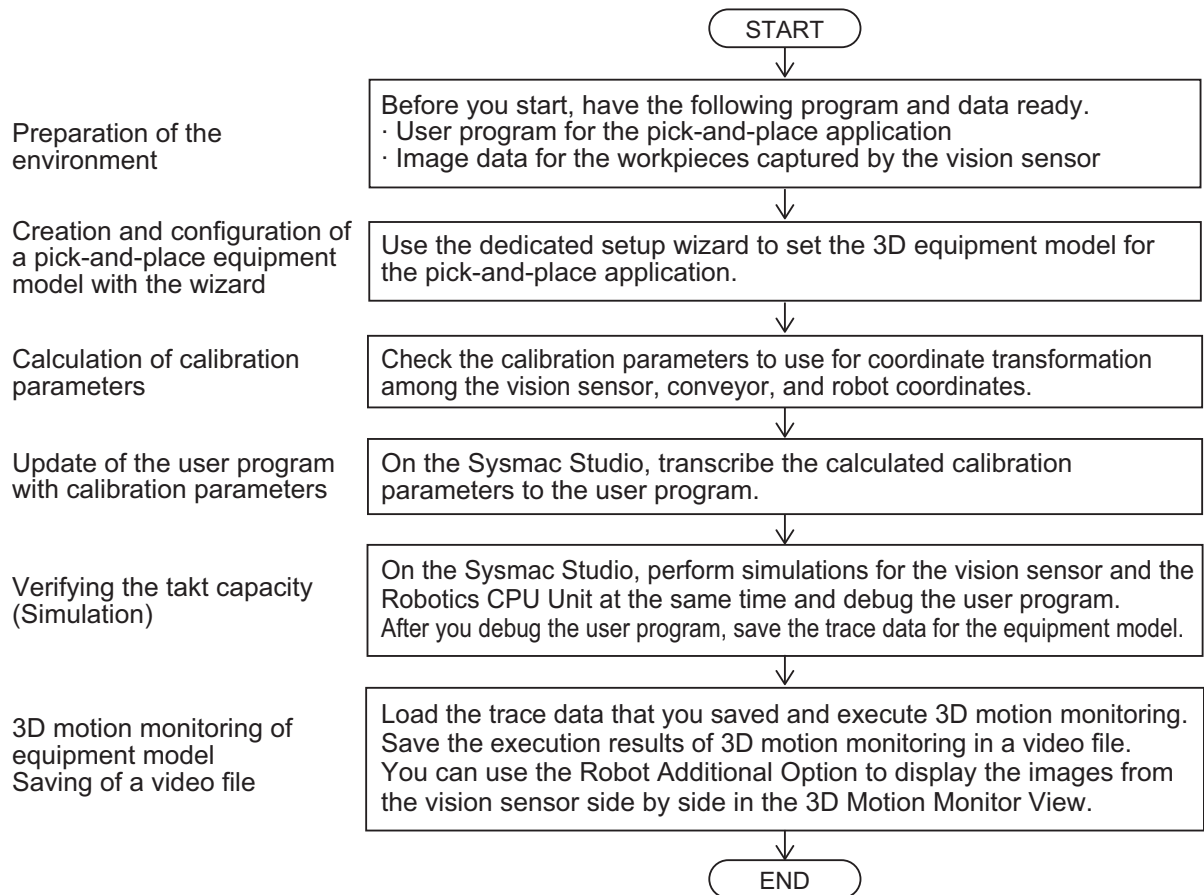 START
Preparation of the
environment
Before you start, have the following program and data ready.
· User program for the pick-and-place application
· Image data for the workpieces captured by the vision sensor
Creation and configuration of
a pick-and-place equipment
model with the wizard
Use the dedicated setup wizard to set the 3D equipment model for
the pick-and-place application.
Calculation of calibration
parameters
Check the calibration parameters to use for coordinate transformation
among the vision sensor, conveyor, and robot coordinates.
Update of the user program
with calibration parameters
On the Sysmac Studio, transcribe the calculated calibration
parameters to the user program.
Verifying the takt capacity
(Simulation)
On the Sysmac Studio, perform simulations for the vision sensor and the
Robotics CPU Unit at the same time and debug the user program.
After you debug the user program, save the trace data for the equipment model.
3D motion monitoring of
equipment model
Saving of a video file
Load the trace data that you saved and execute 3D motion monitoring.
Save the execution results of 3D motion monitoring in a video file.
You can use the Robot Additional Option to display the images from
the vision sensor side by side in the 3D Motion Monitor View.
END